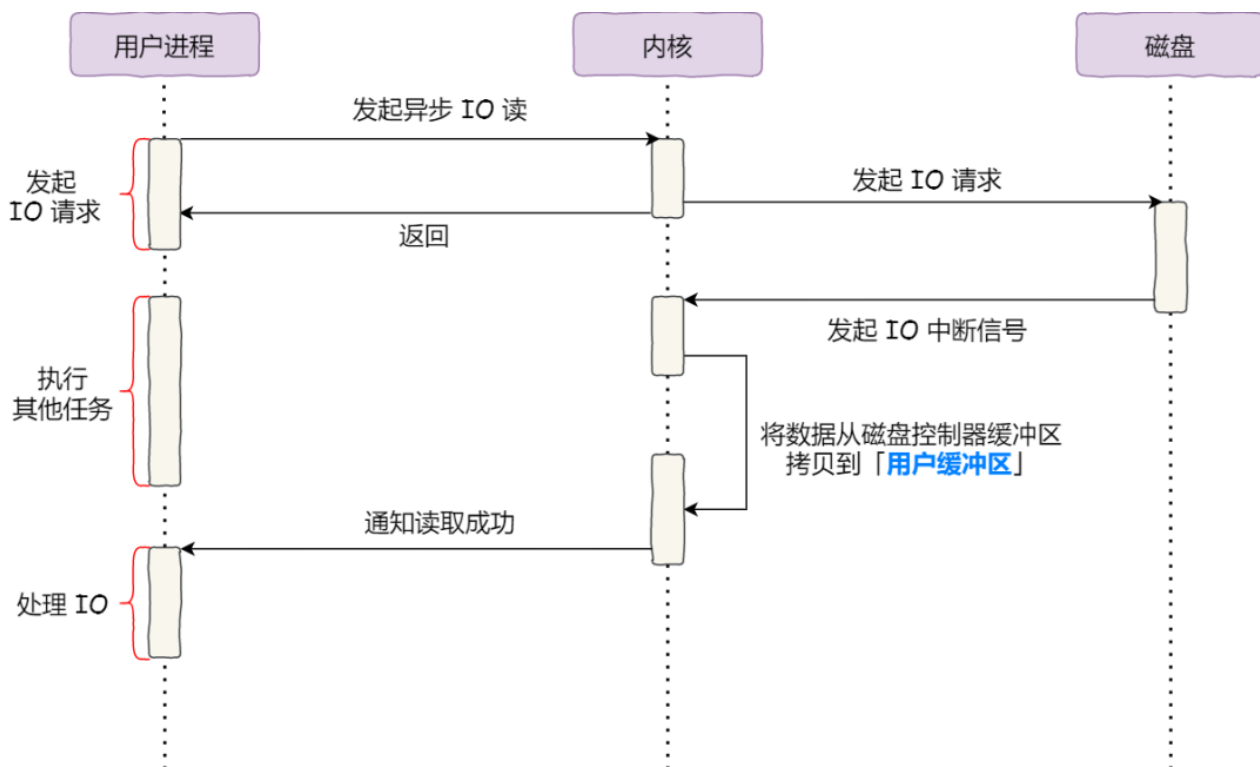 用户进程
内核
磁盘
发起异步 IO 读
发起 IO 请求
发起
IO 请求
返回
发起 IO 中断信号
执行
其他任务
将数据从磁盘控制器缓冲区
拷贝到「用户缓冲区」
通知读取成功
处理 IO